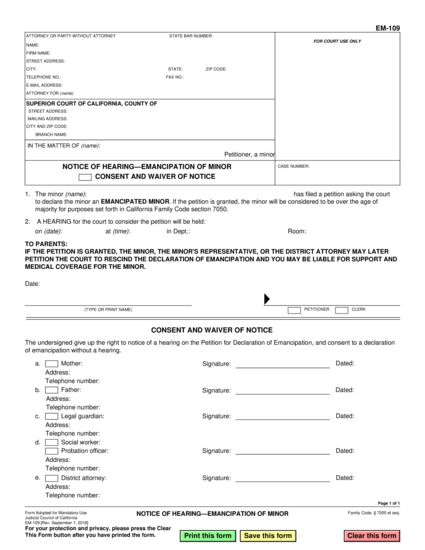 EM-109
ATTORNEY OR PARTY WITHOUT ATTORNEY STATE BAR NUMBER:
NAME:
FIRM NAME:
STREET ADDRESS:
CITY: STATE: ZIP CODE:
TELEPHONE NO.: FAX NO.:
E-MAIL ADDRESS:
ATTORNEY FOR (name):
FOR COURT USE ONLY
SUPERIOR COURT OF CALIFORNIA, COUNTY OF
STREET ADDRESS:
MAILING ADDRESS:
CITY AND ZIP CODE:
BRANCH NAME:
IN THE MATTER OF (name):
Petitioner, a minor
NOTICE OF HEARING—EMANCIPATION OF MINOR
CONSENT AND WAIVER OF NOTICE
CASE NUMBER:
1. The minor (name): has filed a petition asking the court
to declare the minor an EMANCIPATED MINOR. If the petition is granted, the minor will be considered to be over the age of
majority for purposes set forth in California Family Code section 7050.
2. A HEARING for the court to consider the petition will be held:
on (date): at (time): in Dept.: Room:
TO PARENTS:
IF THE PETITION IS GRANTED, THE MINOR, THE MINOR'S REPRESENTATIVE, OR THE DISTRICT ATTORNEY MAY LATER
PETITION THE COURT TO RESCIND THE DECLARATION OF EMANCIPATION AND YOU MAY BE LIABLE FOR SUPPORT AND
MEDICAL COVERAGE FOR THE MINOR.
Date:
(TYPE OR PRINT NAME) PETITIONER CLERK
CONSENT AND WAIVER OF NOTICE
The undersigned give up the right to notice of a hearing on the Petition for Declaration of Emancipation, and consent to a declaration
of emancipation without a hearing.
a. Mother: Signature: Dated:
Address:
Telephone number:
b. Father: Signature: Dated:
Address:
Telephone number:
c. Legal guardian: Signature: Dated:
Address:
Telephone number:
d. Social worker:
Probation officer: Signature: Dated:
Address:
Telephone number:
e. District attorney: Signature: Dated:
Address:
Telephone number:
Page 1 of 1
Form Adopted for Mandatory Use
Judicial Council of California
EM-109 [Rev. September 1, 2018]
NOTICE OF HEARING—EMANCIPATION OF MINOR
Family Code, § 7000 et seq.
For your protection and privacy, please press the Clear
This Form button after you have printed the form.
Print this form Save this form Clear this form